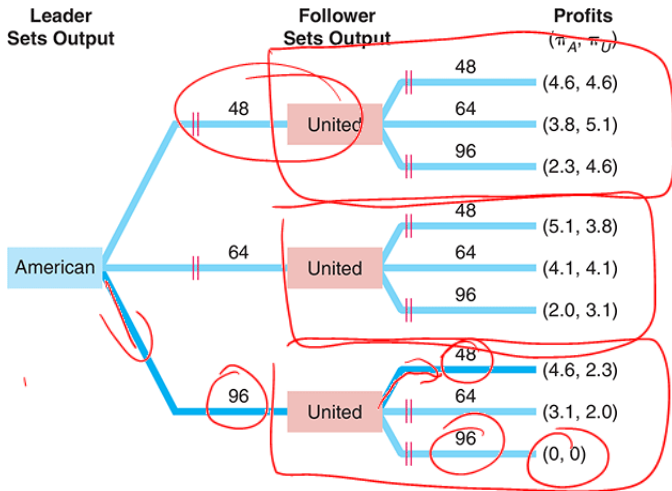 Leader Follower Profits
Sets Output Sets Output (π_A, π_U)
48
48 (4.6, 4.6)
64
United (3.8, 5.1)
96
(2.3, 4.6)
48
(5.1, 3.8)
64 64
American United (4.1, 4.1)
96
(2.0, 3.1)
48
(4.6, 2.3)
96 64
United (3.1, 2.0)
96
(0, 0)